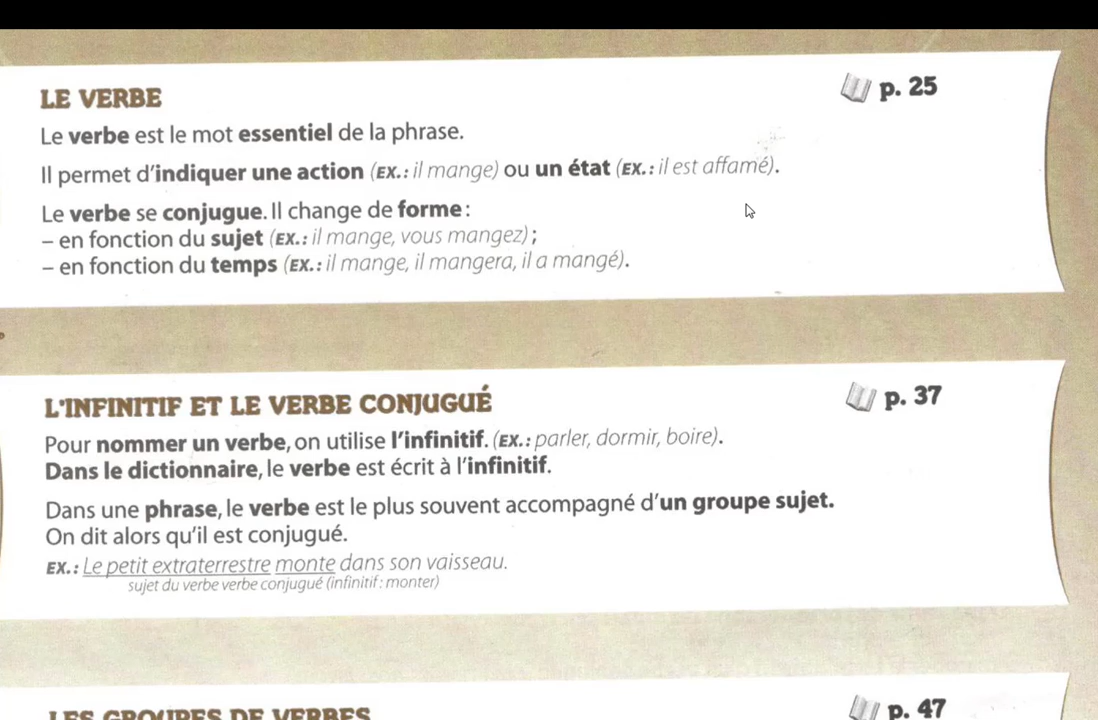 LE VERBE
p. 25
Le verbe est le mot essentiel de la phrase.
Il permet d'indiquer une action (EX.: il mange) ou un état (EX.: il est affamé).
Le verbe se conjugue. Il change de forme :
– en fonction du sujet (EX.: il mange, vous mangez) ;
– en fonction du temps (EX.: il mange, il mangera, il a mangé).
L'INFINITIF ET LE VERBE CONJUGUÉ
p. 37
Pour nommer un verbe, on utilise l'infinitif. (EX.: parler, dormir, boire).
Dans le dictionnaire, le verbe est écrit à l'infinitif.
Dans une phrase, le verbe est le plus souvent accompagné d'un groupe sujet.
On dit alors qu'il est conjugué.
EX.: Le petit extraterrestre monte dans son vaisseau.
sujet du verbe verbe conjugué (infinitif : monter)
LES GROUPES DE VERBES
p. 47